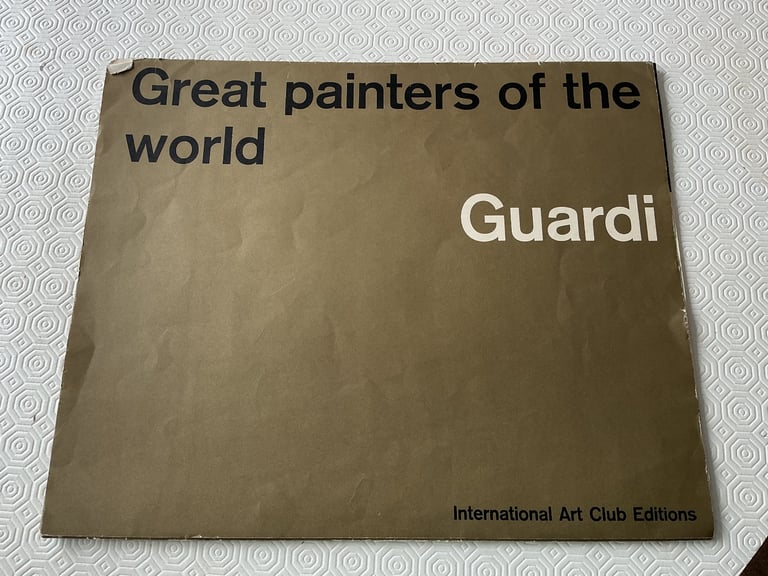 Great painters of the
world
Guardi
International Art Club Editions